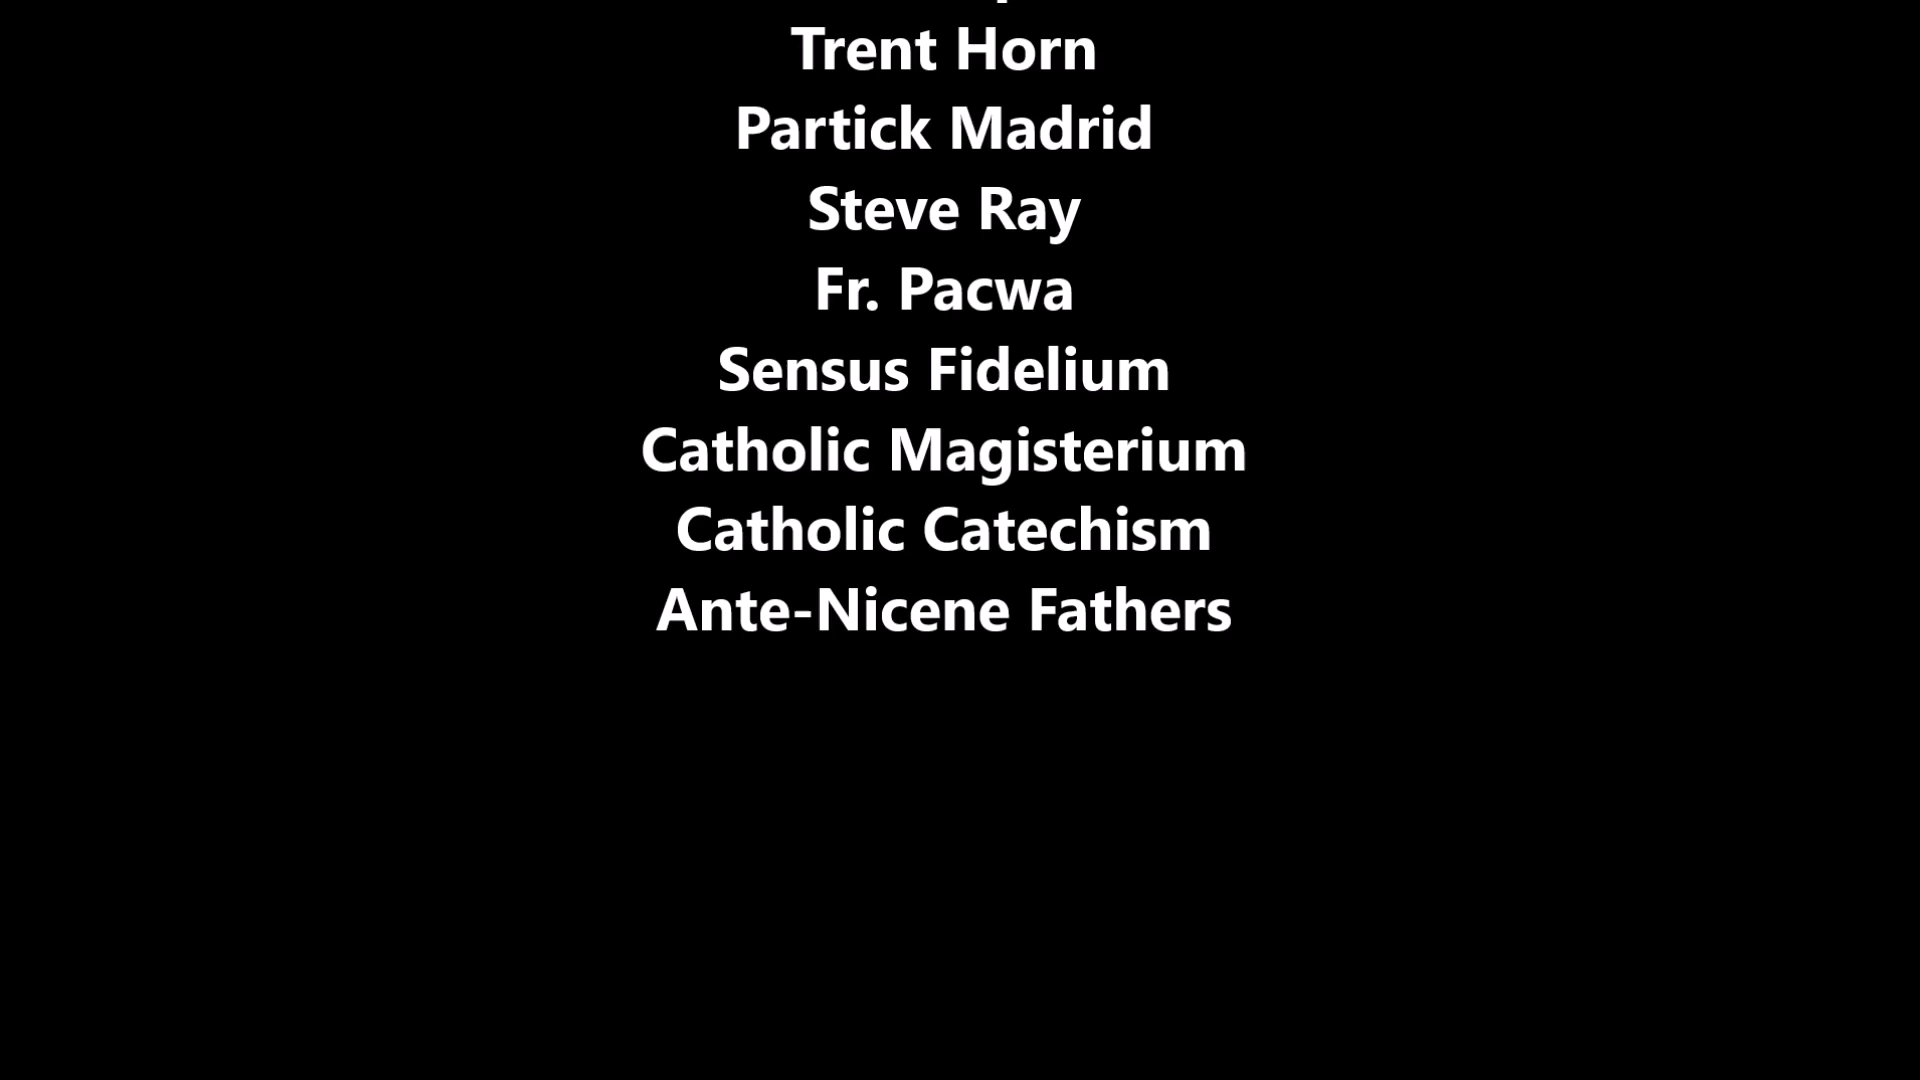 Trent Horn
Partick Madrid
Steve Ray
Fr. Pacwa
Sensus Fidelium
Catholic Magisterium
Catholic Catechism
Ante-Nicene Fathers